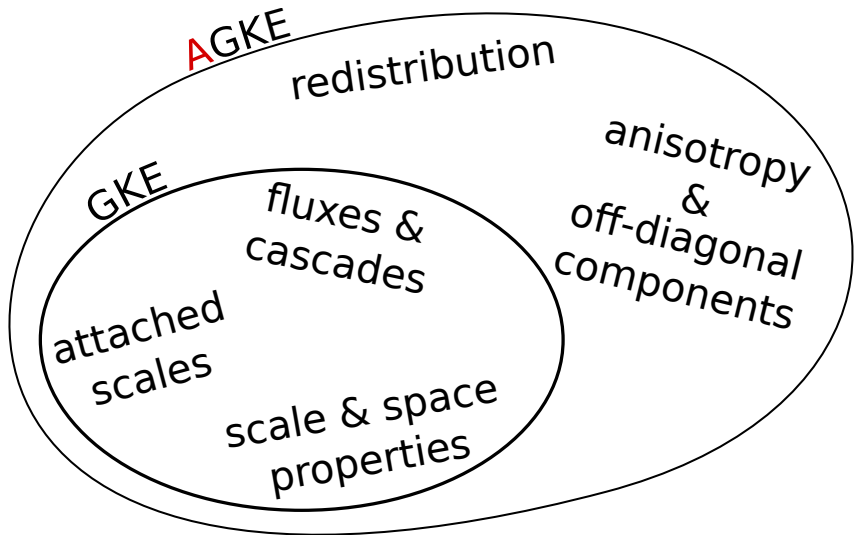 AGKE
redistribution
anisotropy
&
off-diagonal
components
GKE
fluxes &
cascades
attached
scales
scale & space
properties